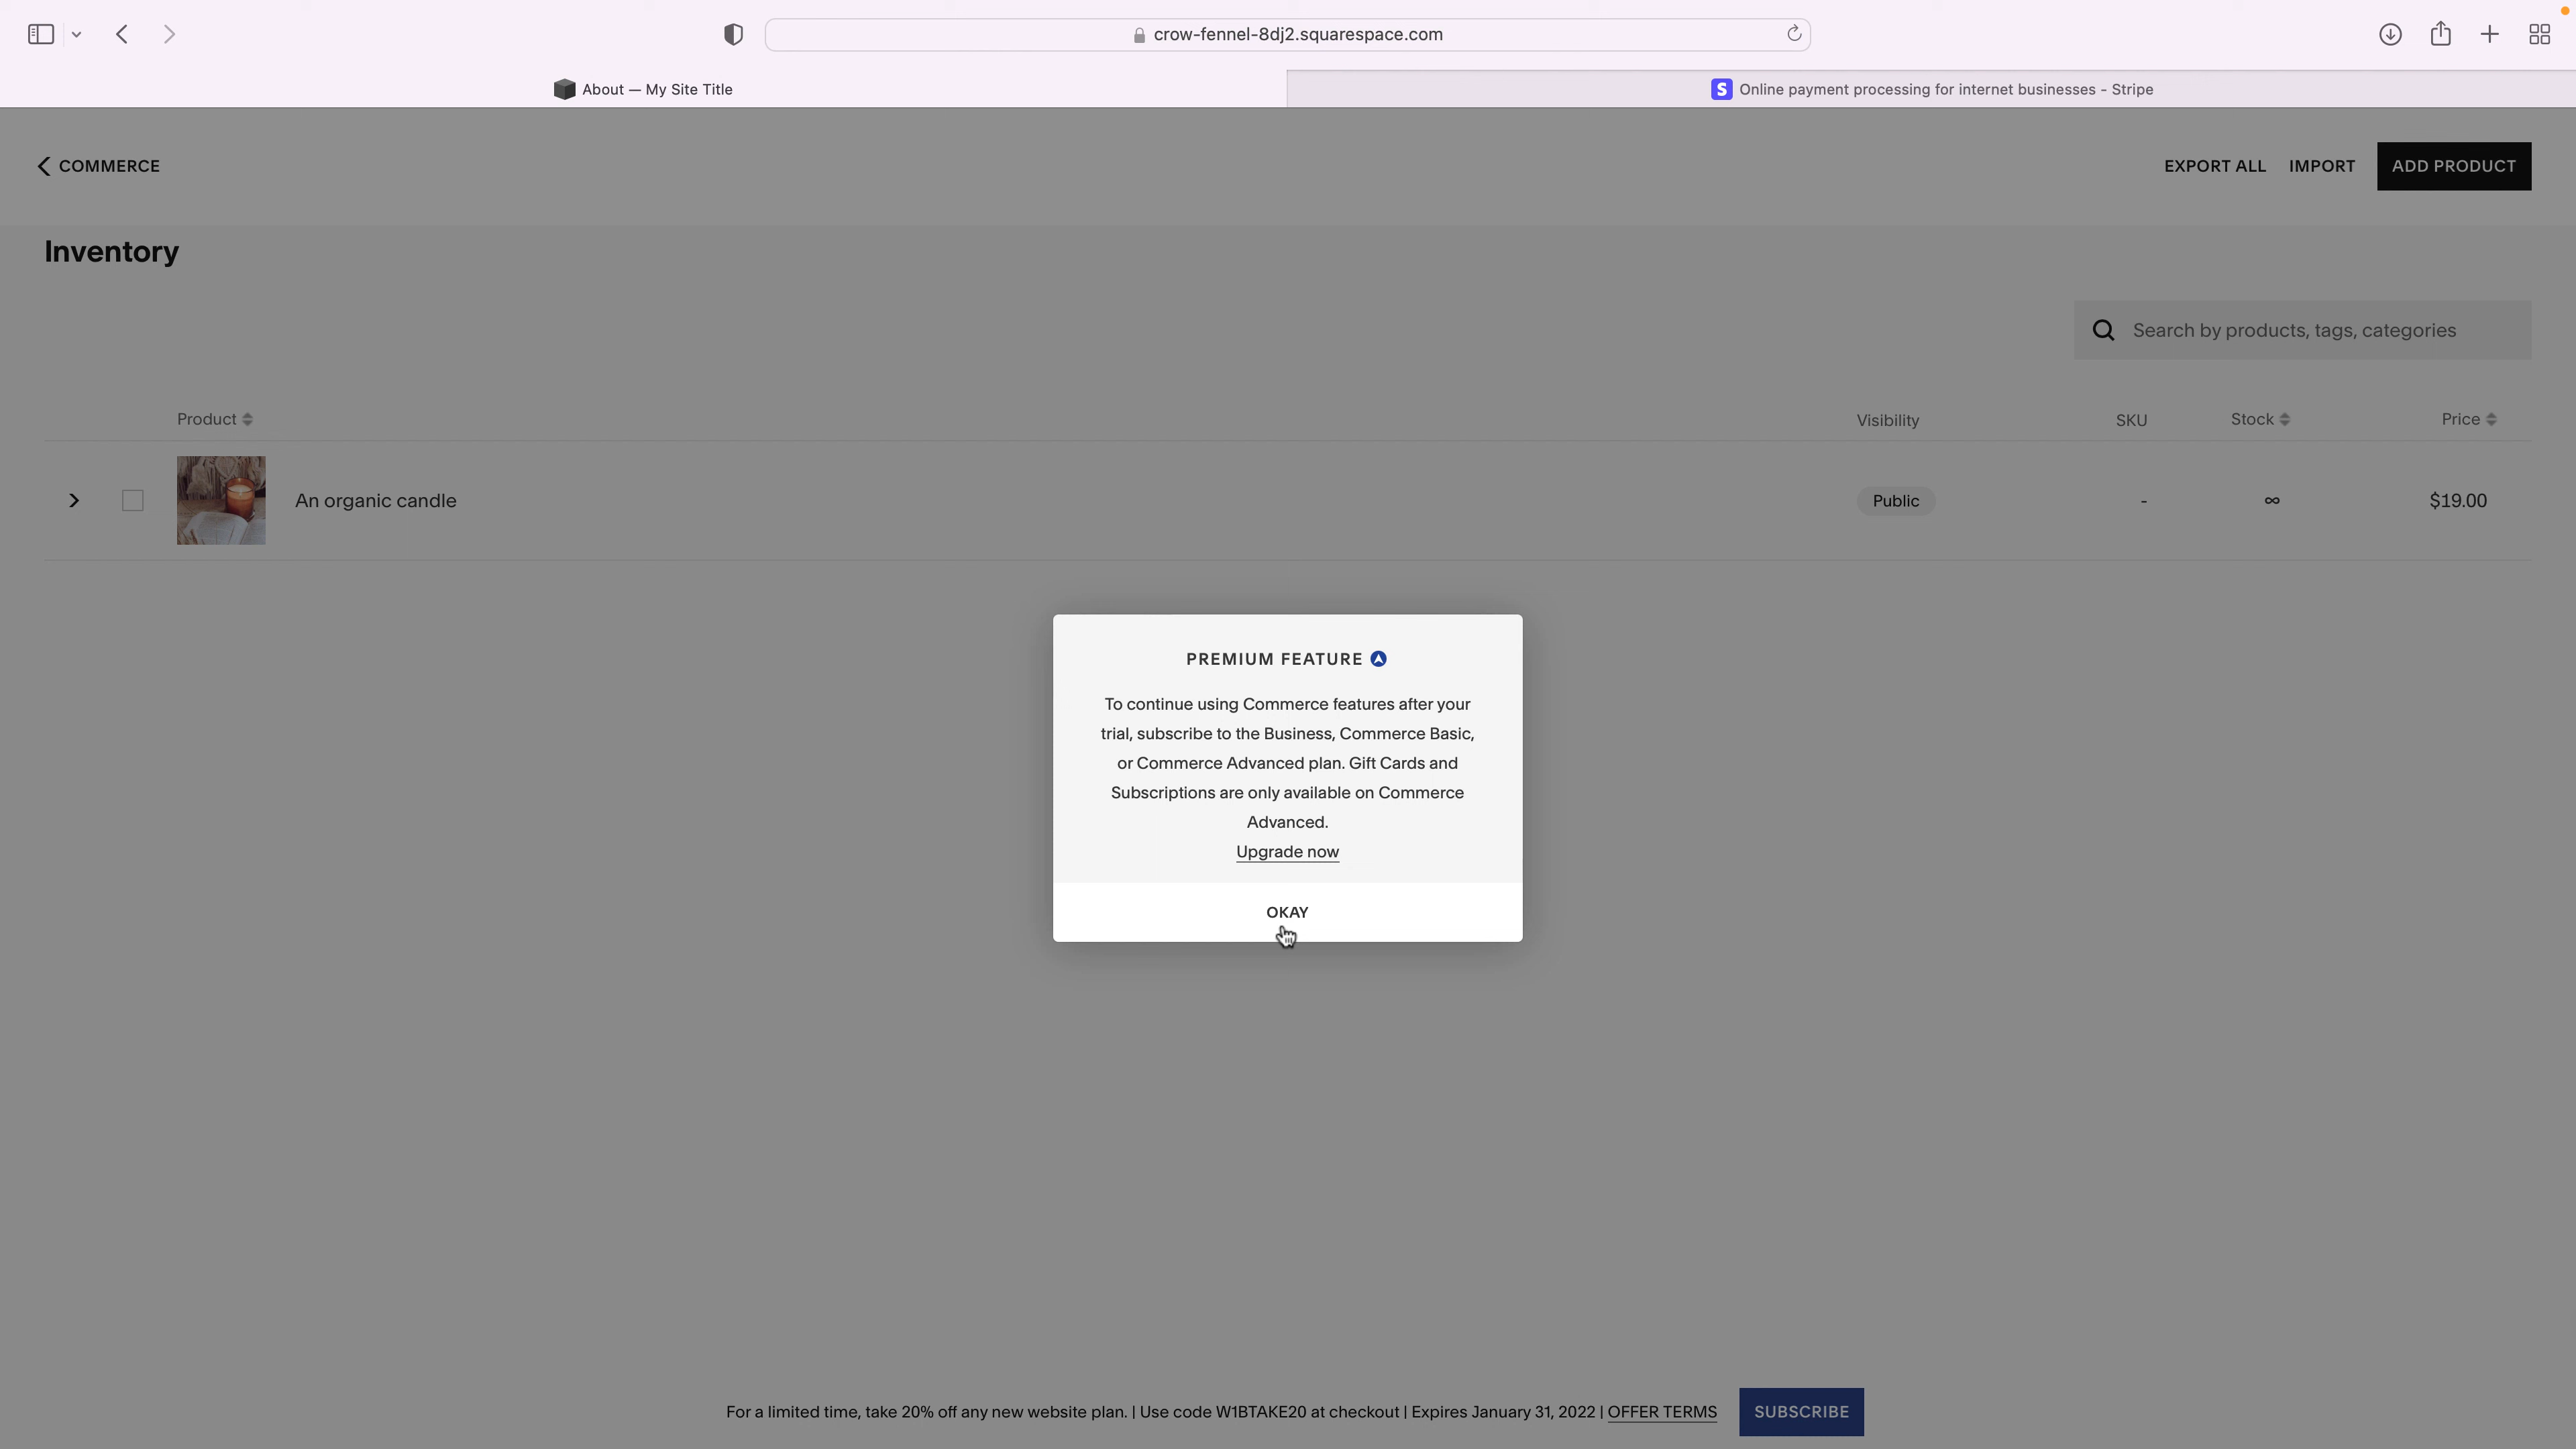 crow-fennel-8dj2.squarespace.com
About — My Site Title
S Online payment processing for internet businesses - Stripe
COMMERCE
EXPORT ALL IMPORT ADD PRODUCT
Inventory
Search by products, tags, categories
Product Visibility SKU Stock Price
An organic candle Public - ∞ $19.00
PREMIUM FEATURE
To continue using Commerce features after your
trial, subscribe to the Business, Commerce Basic,
or Commerce Advanced plan. Gift Cards and
Subscriptions are only available on Commerce
Advanced.
Upgrade now
OKAY
For a limited time, take 20% off any new website plan. | Use code W1BTAKE20 at checkout | Expires January 31, 2022 | OFFER TERMS SUBSCRIBE